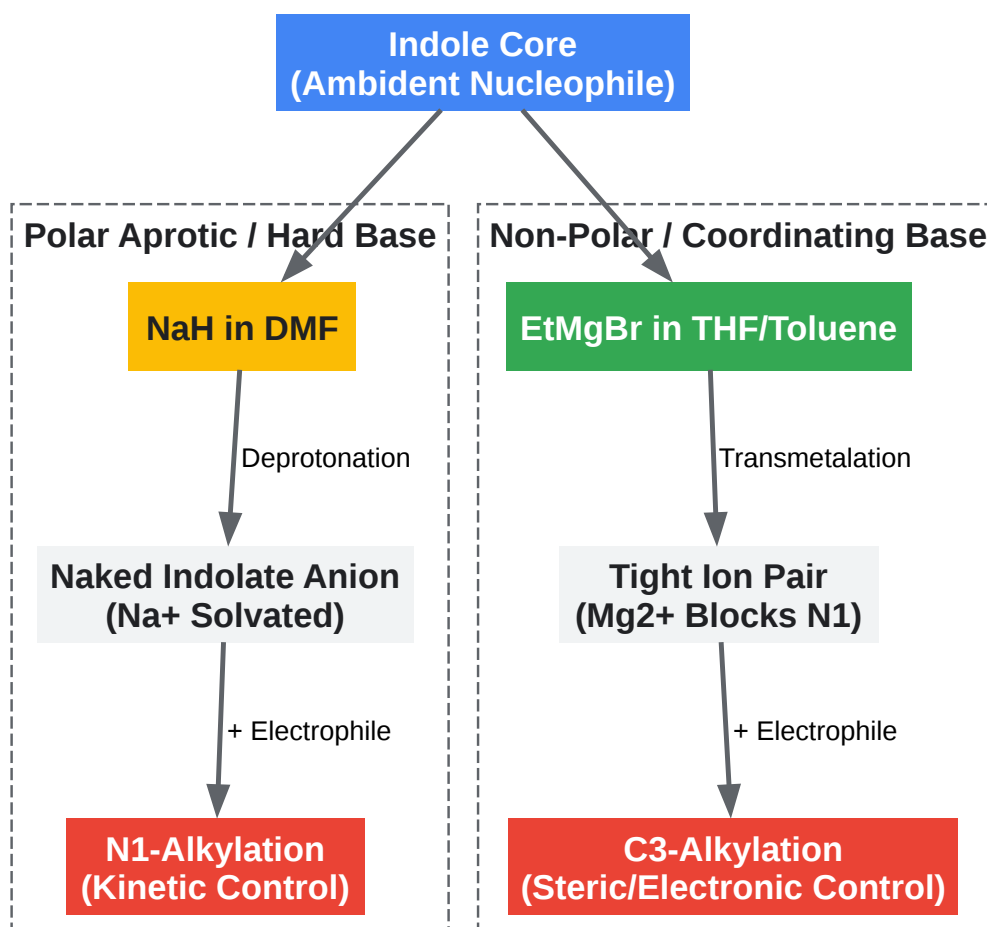 Indole Core
(Ambident Nucleophile)
Polar Aprotic / Hard Base
NaH in DMF
Deprotonation
Naked Indolate Anion
(Na+ Solvated)
+ Electrophile
N1-Alkylation
(Kinetic Control)
Non-Polar / Coordinating Base
EtMgBr in THF/Toluene
Transmetalation
Tight Ion Pair
(Mg2+ Blocks N1)
+ Electrophile
C3-Alkylation
(Steric/Electronic Control)